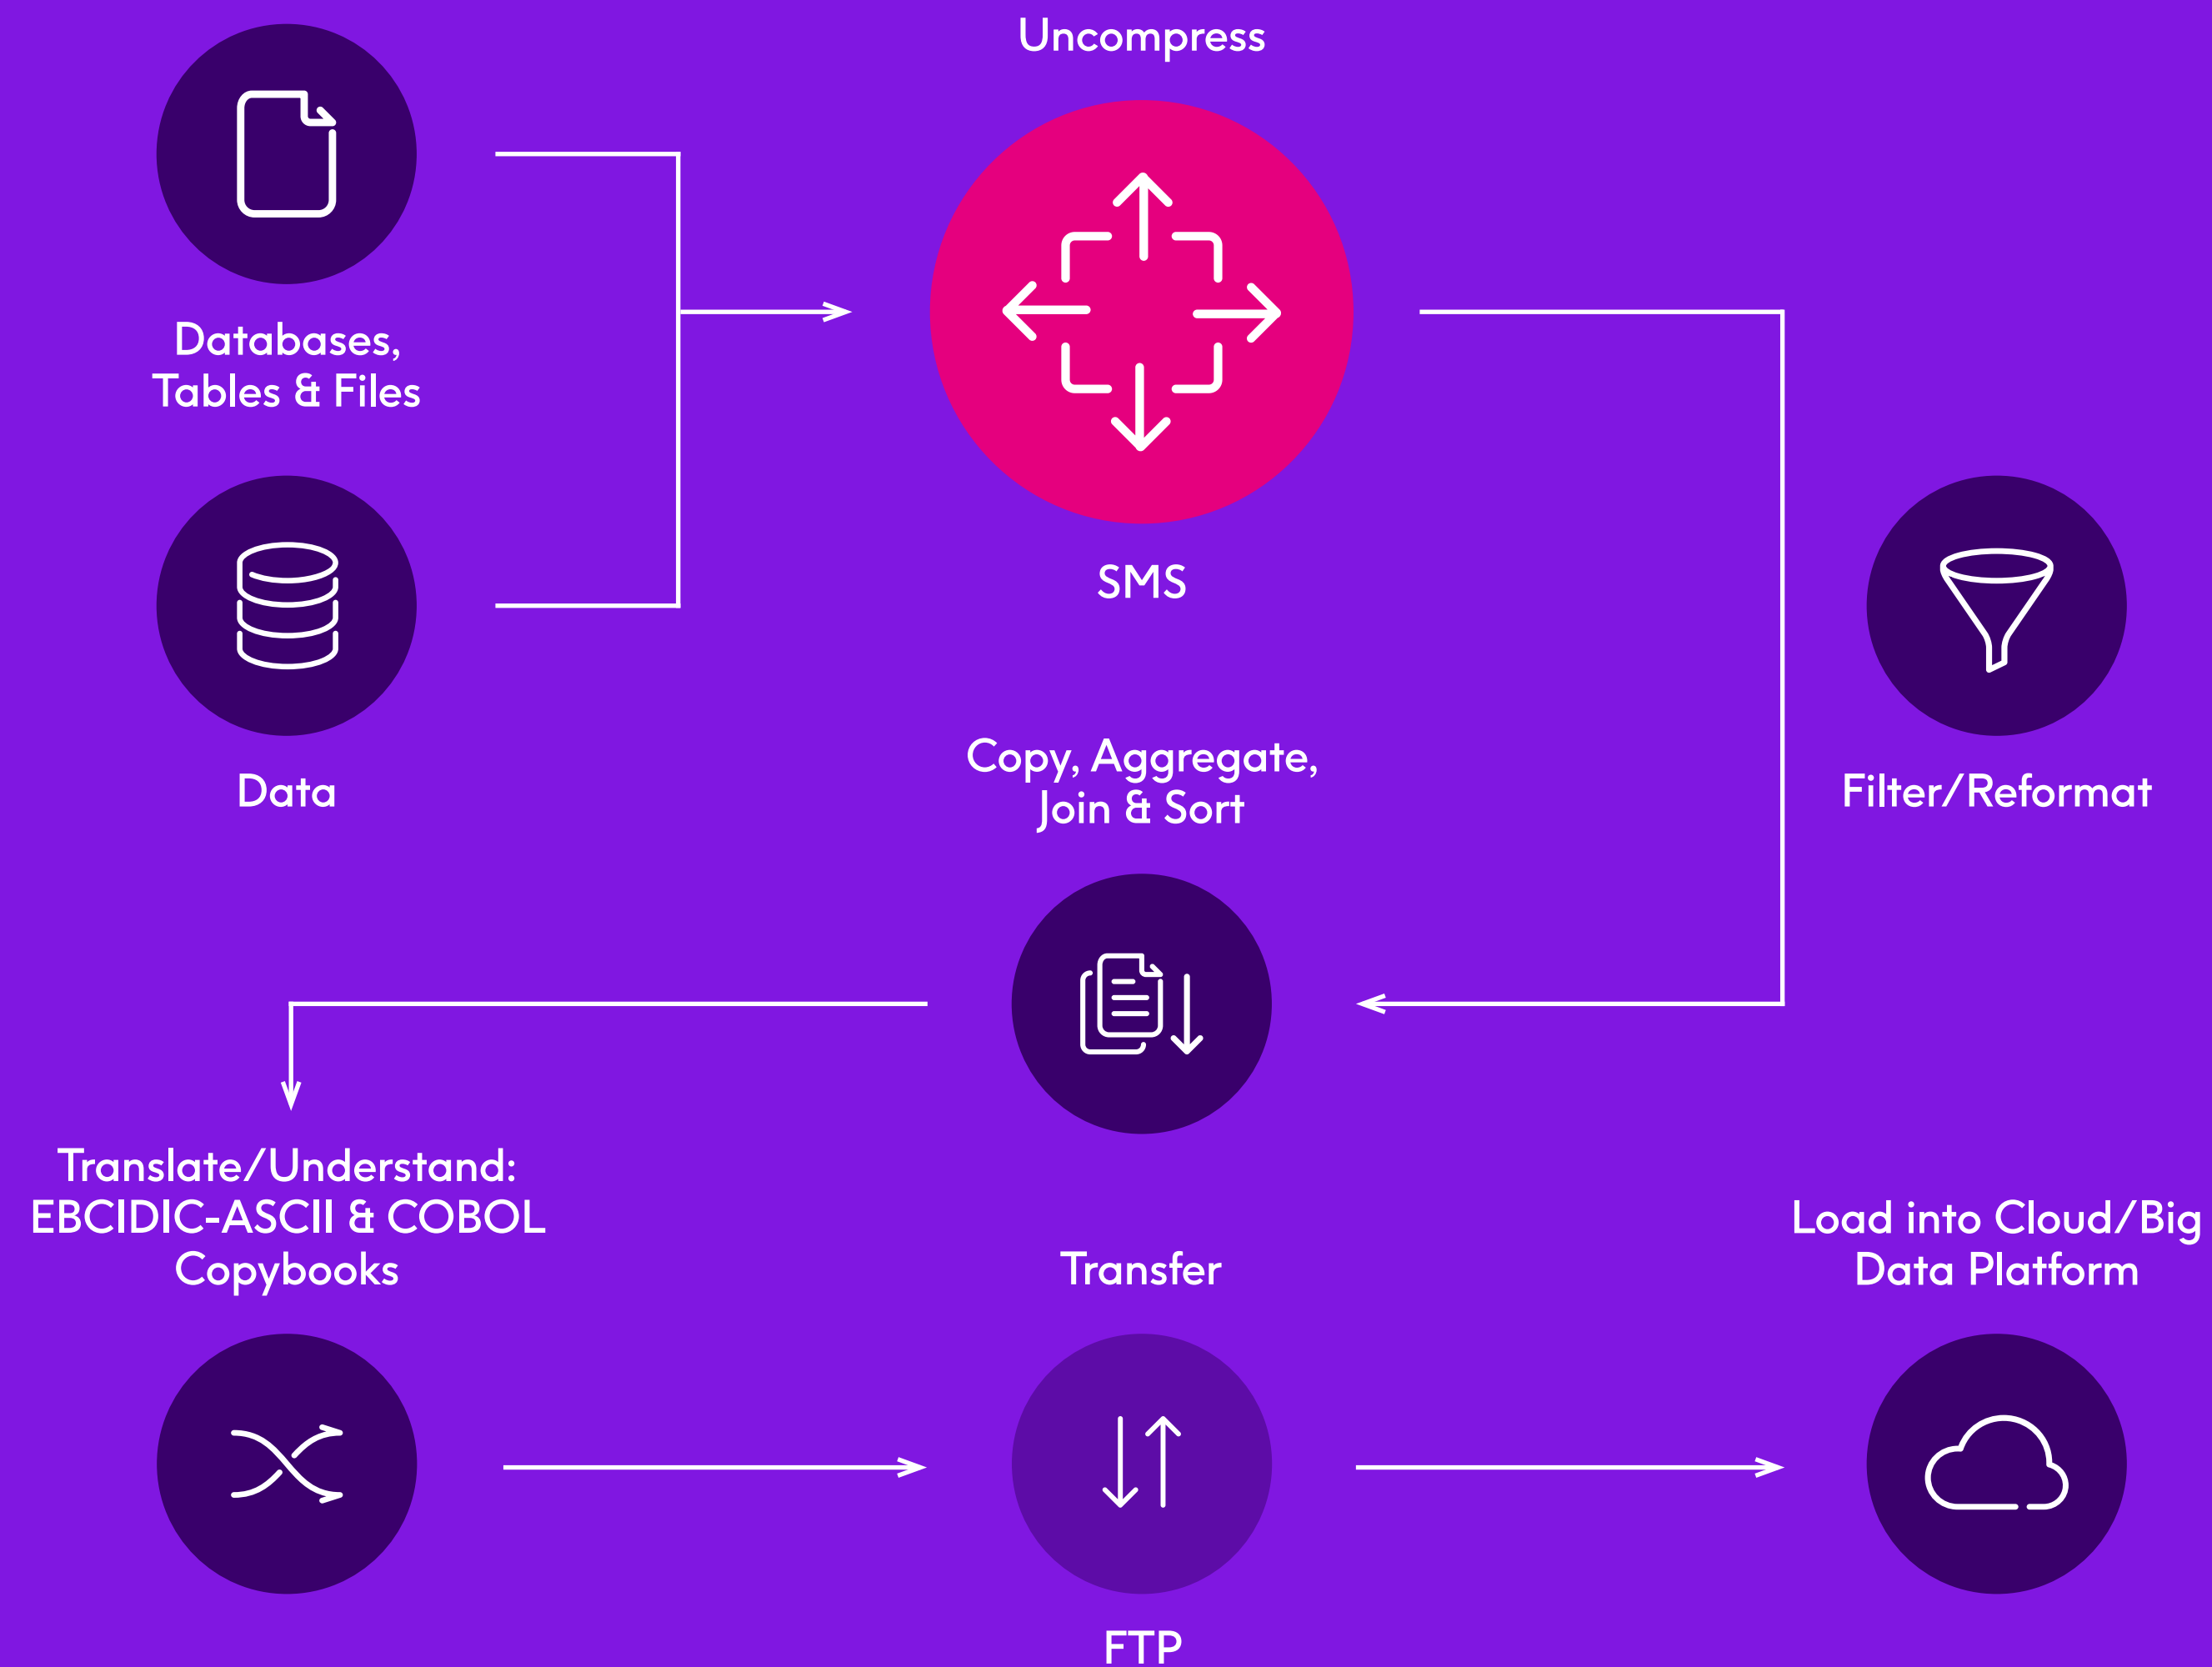 Uncompress
Database,
Tables & Files
SMS
Data
Filter/Reformat
Copy, Aggregate,
Join & Sort
Translate/Understand:
EBCIDIC-ASCII & COBOL
Copybooks
Transfer
Load into Cloud/Big
Data Platform
FTP